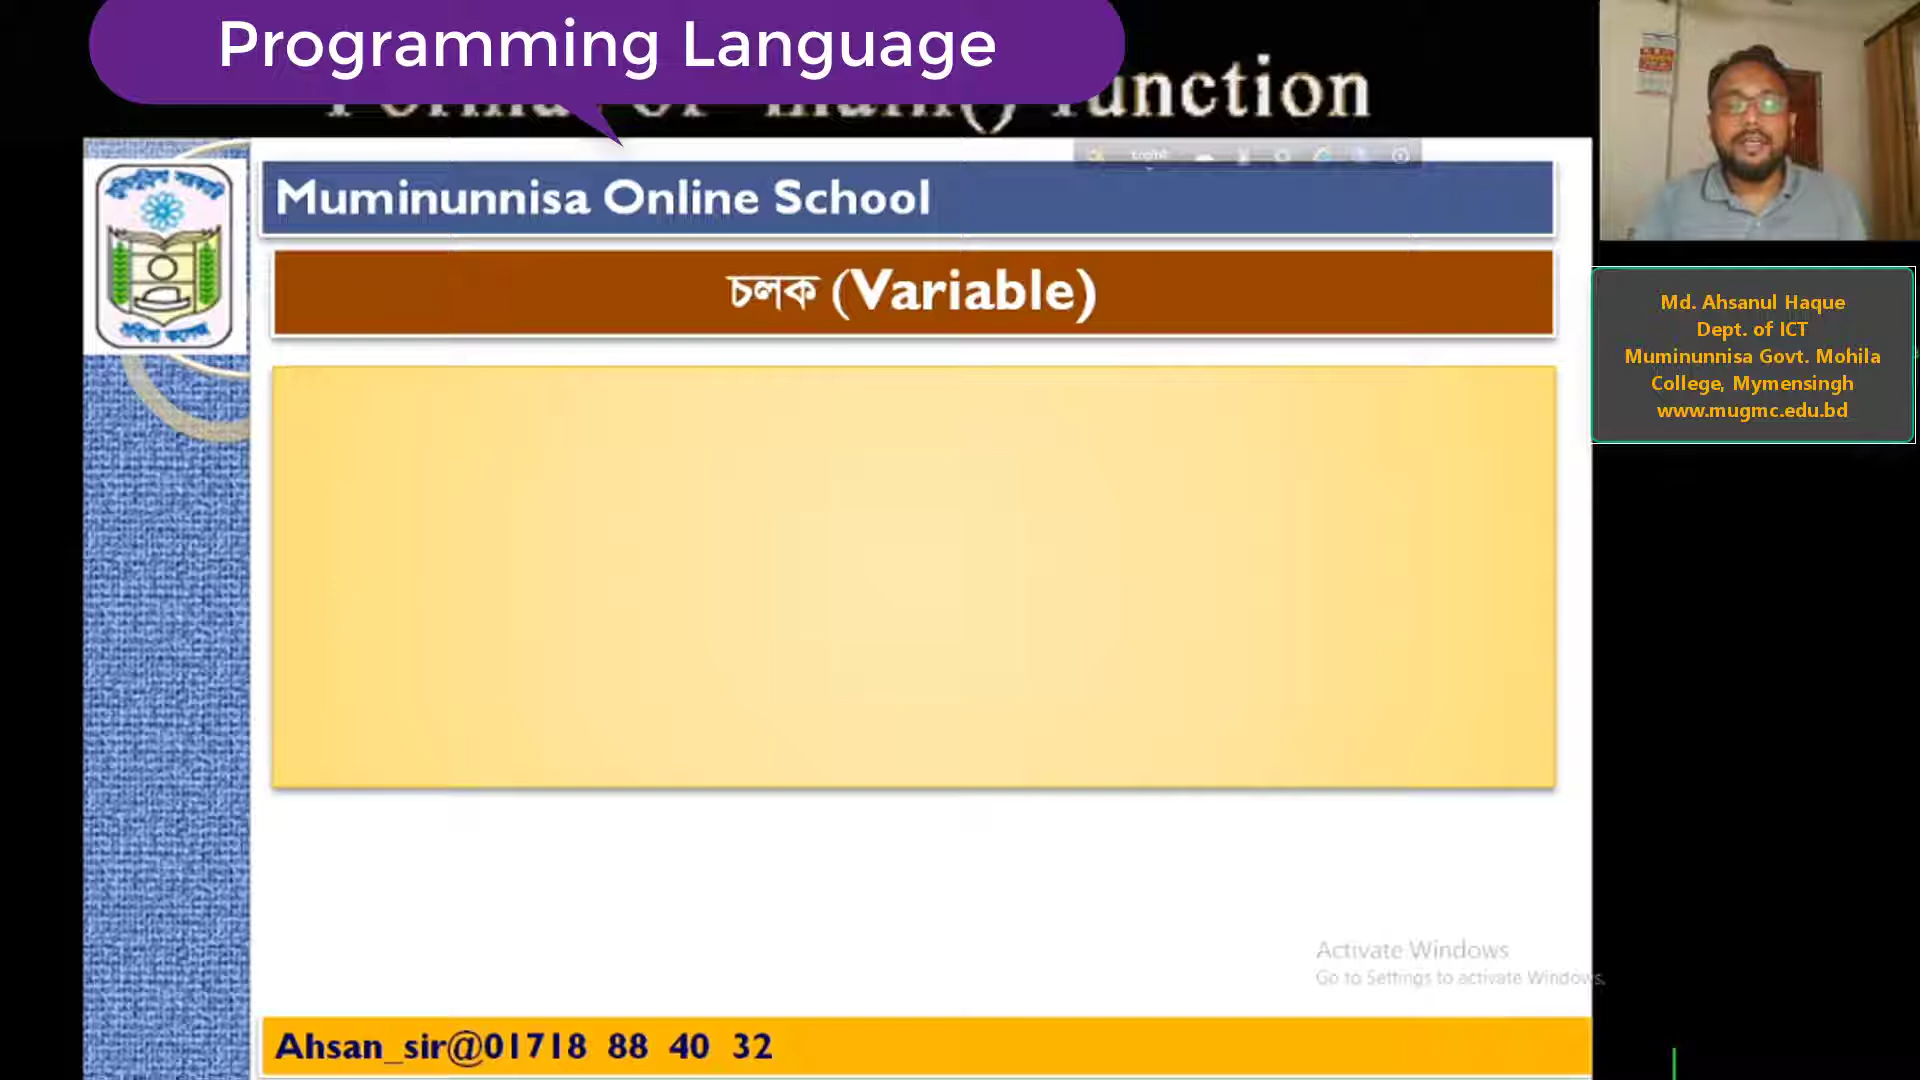 Programming Language
function
Muminunnisa Online School
চলক (Variable)
Md. Ahsanul Haque
Dept. of ICT
Muminunnisa Govt. Mohila
College, Mymensingh
www.mugmc.edu.bd
Activate Windows
Go to Settings to activate Windows.
Ahsan_sir@01718 88 40 32